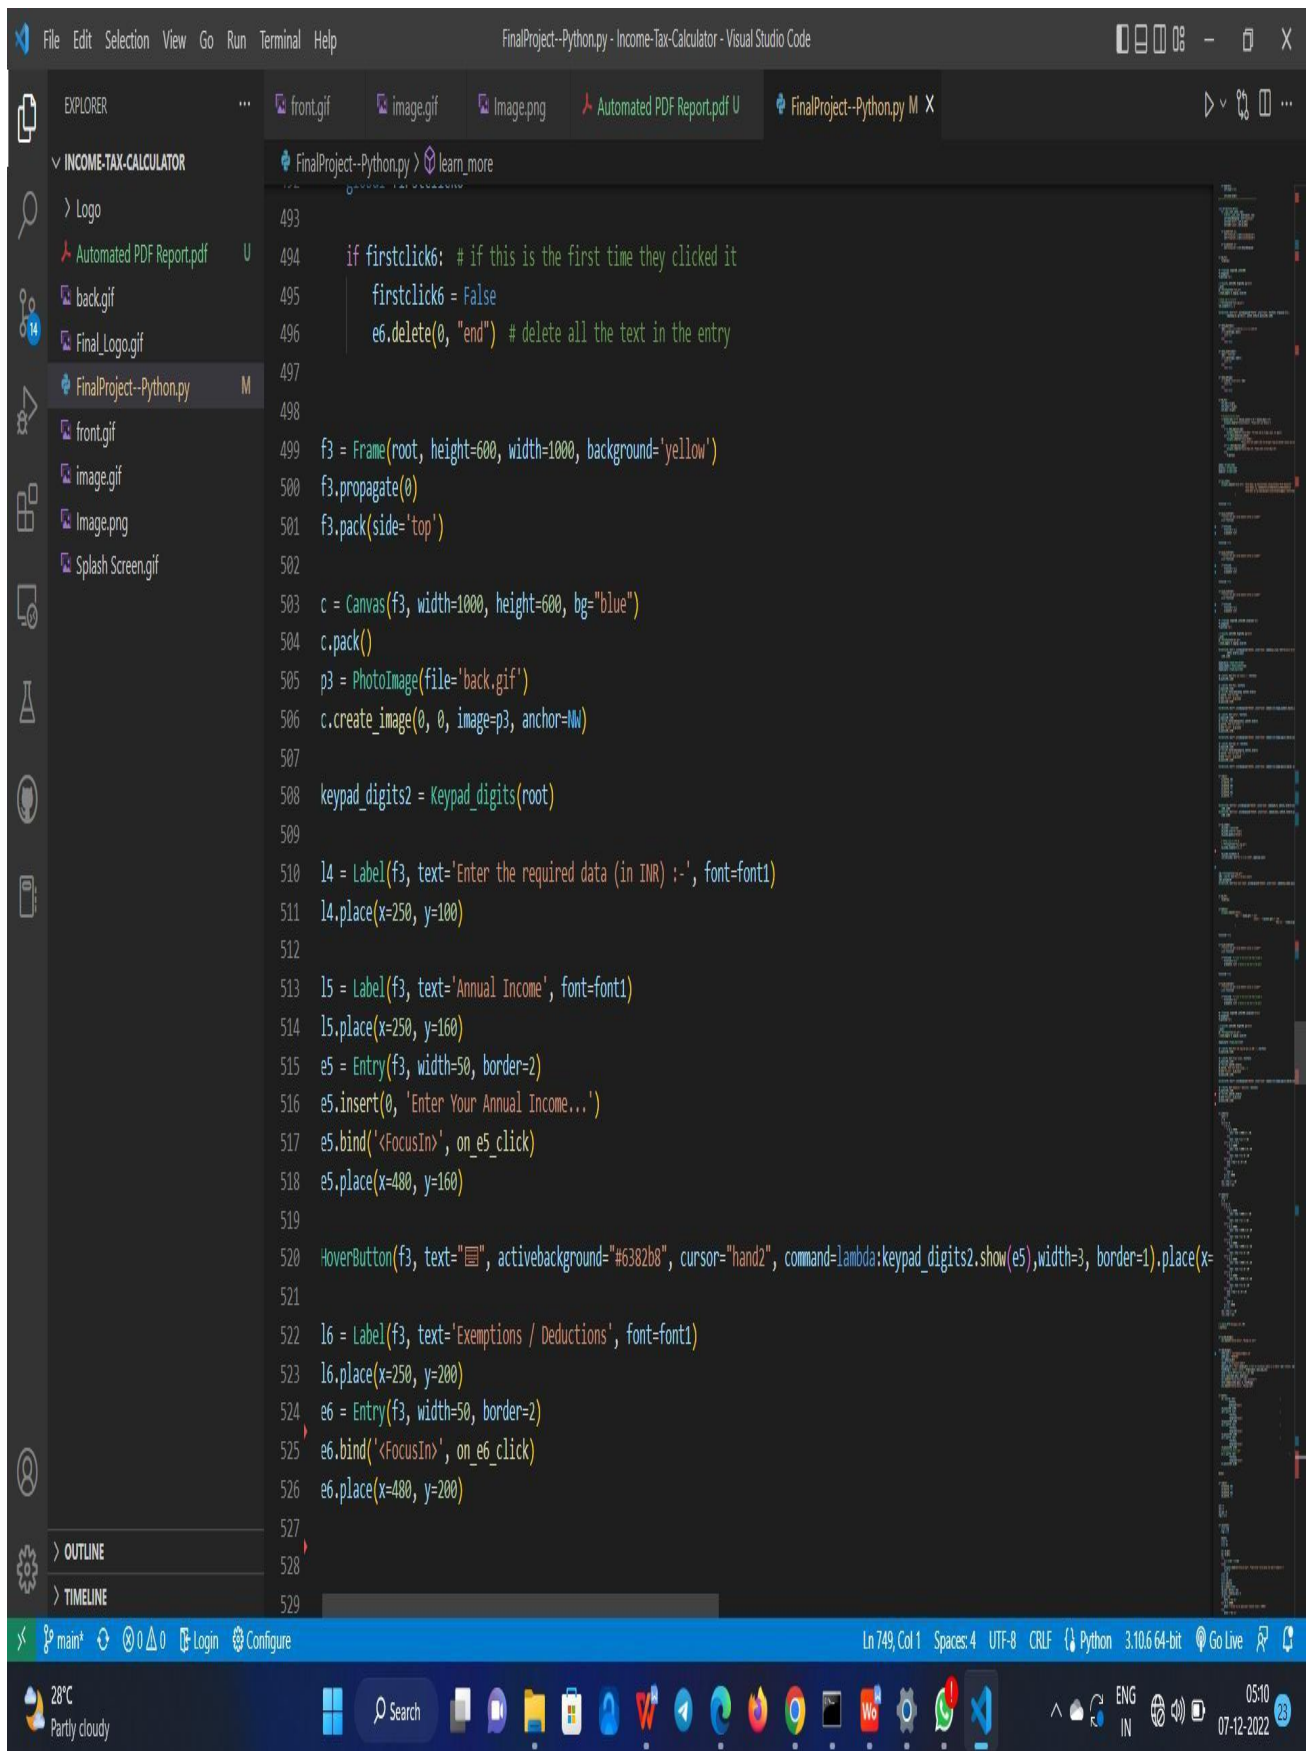 File Edit Selection View Go Run Terminal Help
FinalProject--Python.py - Income-Tax-Calculator - Visual Studio Code
EXPLORER
front.gif
image.gif
Image.png
Automated PDF Report.pdf U
FinalProject--Python.py M
INCOME-TAX-CALCULATOR
FinalProject--Python.py > learn_more
Logo
Automated PDF Report.pdf U
back.gif
Final_Logo.gif
FinalProject--Python.py M
front.gif
image.gif
Image.png
Splash Screen.gif
14
493
494 if firstclick6: # if this is the first time they clicked it
495 firstclick6 = False
496 e6.delete(0, "end") # delete all the text in the entry
497
498
499 f3 = Frame(root, height=600, width=1000, background='yellow')
500 f3.propagate(0)
501 f3.pack(side='top')
502
503 c = Canvas(f3, width=1000, height=600, bg="blue")
504 c.pack()
505 p3 = PhotoImage(file='back.gif')
506 c.create_image(0, 0, image=p3, anchor=NW)
507
508 keypad_digits2 = Keypad_digits(root)
509
510 l4 = Label(f3, text='Enter the required data (in INR) :-', font=font1)
511 l4.place(x=250, y=100)
512
513 l5 = Label(f3, text='Annual Income', font=font1)
514 l5.place(x=250, y=160)
515 e5 = Entry(f3, width=50, border=2)
516 e5.insert(0, 'Enter Your Annual Income...')
517 e5.bind('<FocusIn>', on_e5_click)
518 e5.place(x=480, y=160)
519
520 HoverButton(f3, text="▤", activebackground="#6382b8", cursor="hand2", command=lambda:keypad_digits2.show(e5),width=3, border=1).place(x=
521
522 l6 = Label(f3, text='Exemptions / Deductions', font=font1)
523 l6.place(x=250, y=200)
524 e6 = Entry(f3, width=50, border=2)
525 e6.bind('<FocusIn>', on_e6_click)
526 e6.place(x=480, y=200)
527
528
529
OUTLINE
TIMELINE
main* 0 0 Login Configure
Ln 749, Col 1 Spaces: 4 UTF-8 CRLF Python 3.10.6 64-bit Go Live
28°C
Partly cloudy
Search
ENG
IN
05:10
07-12-2022
23